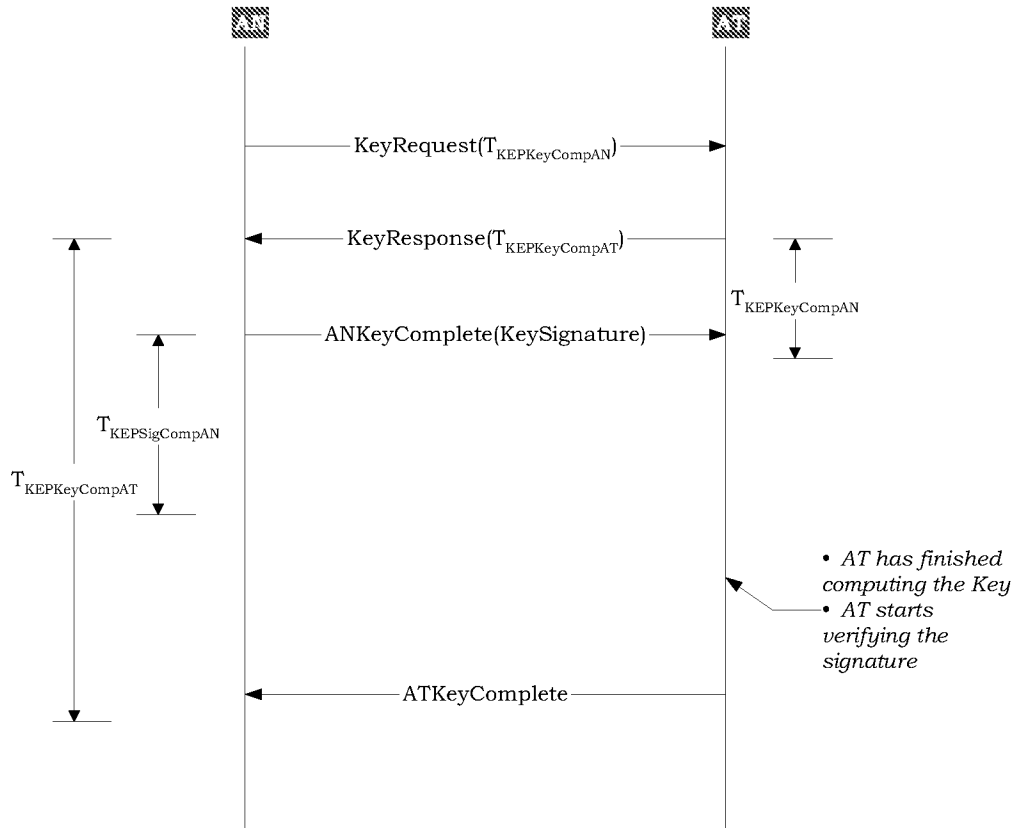 AN
AT
KeyRequest(TKEPKeyCompAN)
KeyResponse(TKEPKeyCompAT)
TKEPKeyCompAN
ANKeyComplete(KeySignature)
TKEPSigCompAN
TKEPKeyCompAT
• AT has finished
computing the Key
• AT starts
verifying the
signature
ATKeyComplete